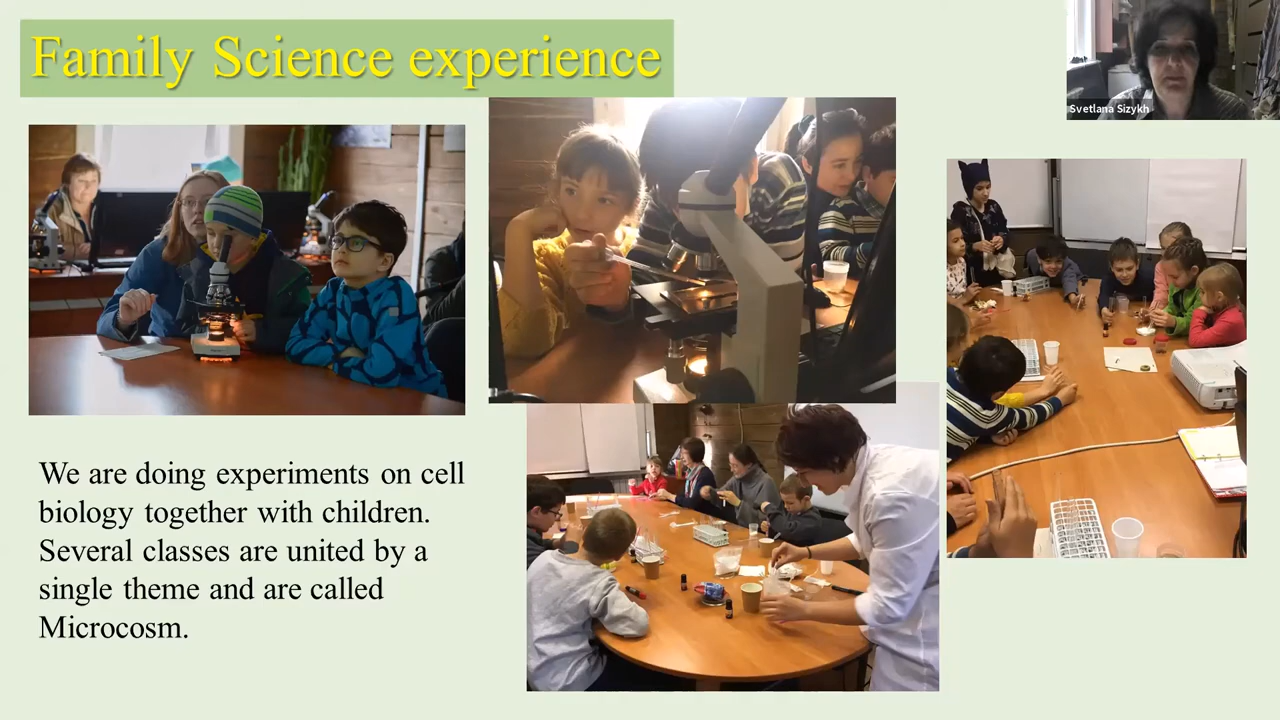 Family Science experience
Svetlana Sizykh
We are doing experiments on cell
biology together with children.
Several classes are united by a
single theme and are called
Microcosm.